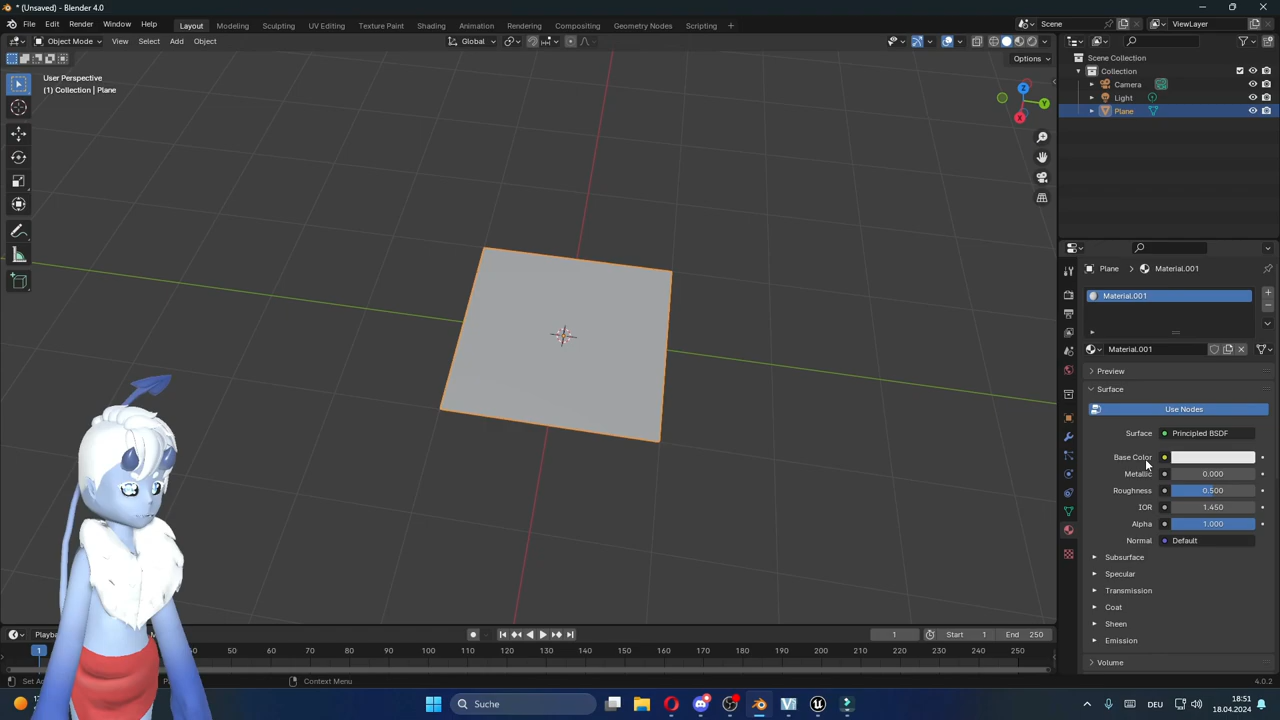 * (Unsaved) - Blender 4.0
File Edit Render Window Help Layout Modeling Sculpting UV Editing Texture Paint Shading Animation Rendering Compositing Geometry Nodes Scripting + Scene ViewLayer
Object Mode View Select Add Object Global
Options
User Perspective
(1) Collection | Plane
Z
Y
X
Scene Collection
Collection
Camera
Light
Plane
Plane > Material.001
Material.001
Material.001
Preview
Surface
Use Nodes
Surface Principled BSDF
Base Color
Metallic 0.000
Roughness 0.500
IOR 1.450
Alpha 1.000
Normal Default
Subsurface
Specular
Transmission
Coat
Sheen
Emission
Volume
1 Start 1 End 250
1 50 60 70 80 90 100 110 120 130 140 150 160 170 180 190 200 210 220 230 240 250
Context Menu
4.0.2
Suche
DEU
18:51
18.04.2024